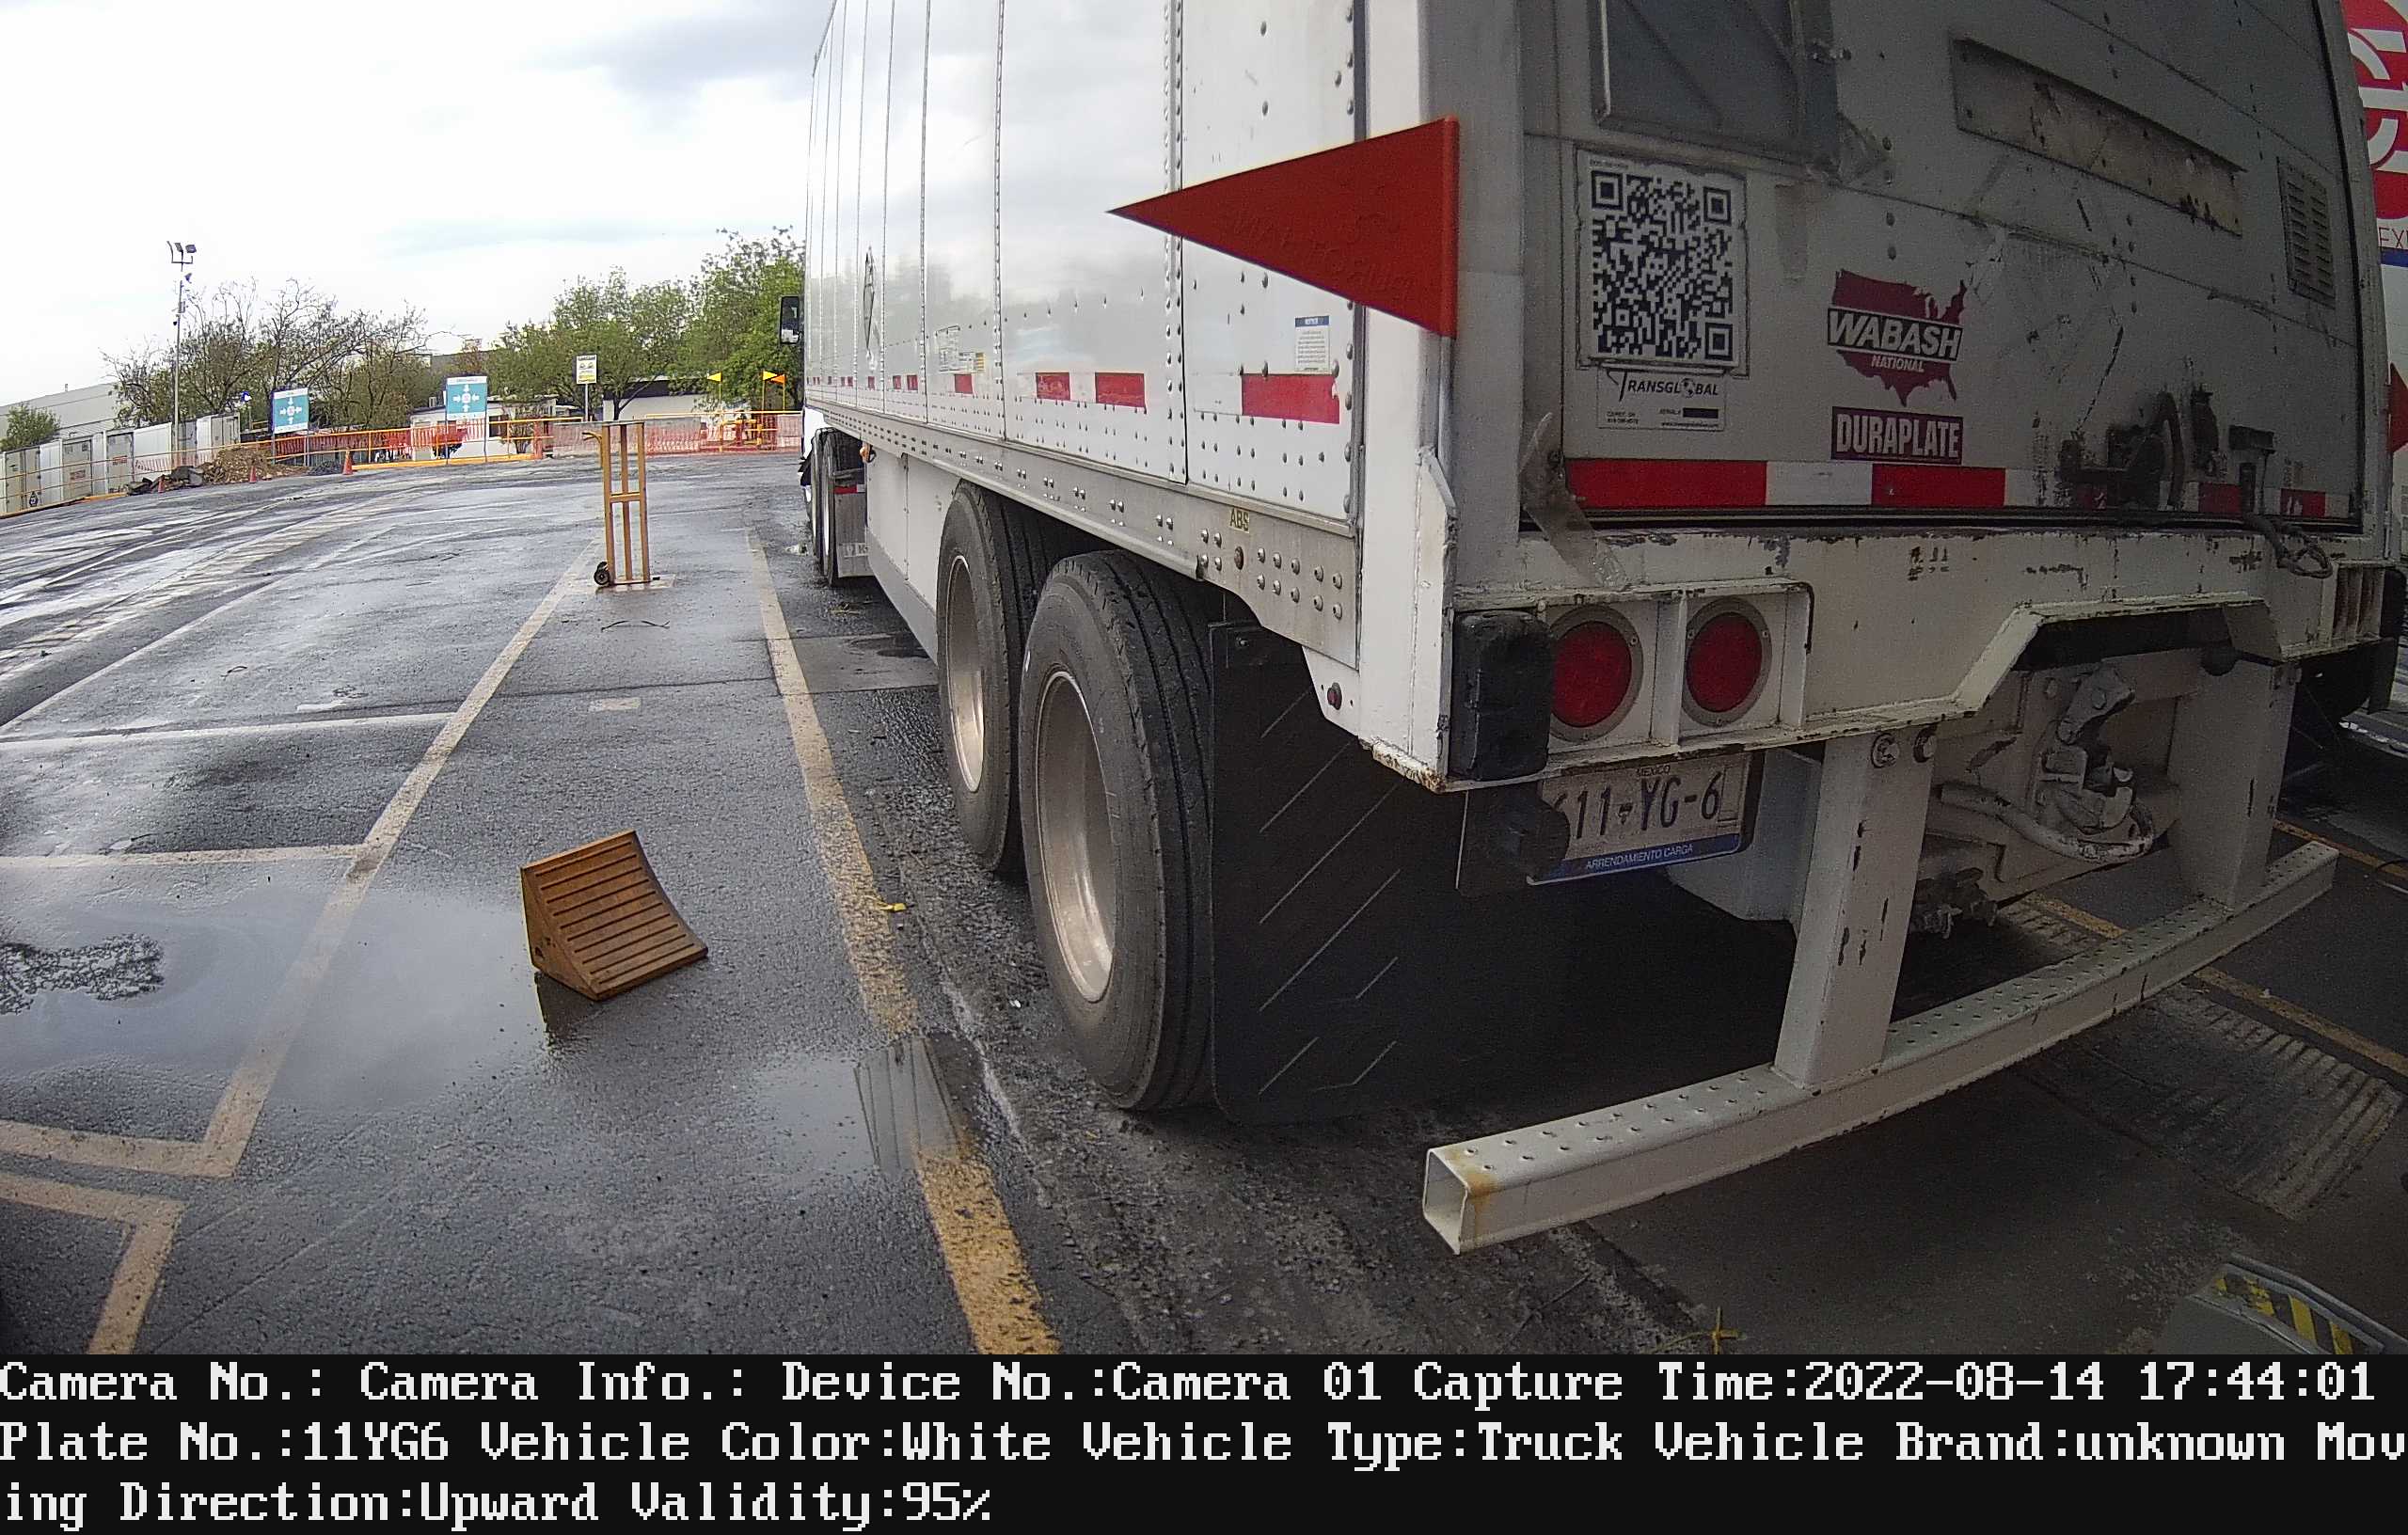 WABASH
NATIONAL
TRANSGLOBAL
DURAPLATE
ABS
MEXICO
611-YG-6
ARRENDAMIENTO CARGA
Camera No.: Camera Info.: Device No.:Camera 01 Capture Time:2022-08-14 17:44:01
Plate No.:11YG6 Vehicle Color:White Vehicle Type:Truck Vehicle Brand:unknown Mov
ing Direction:Upward Validity:95%